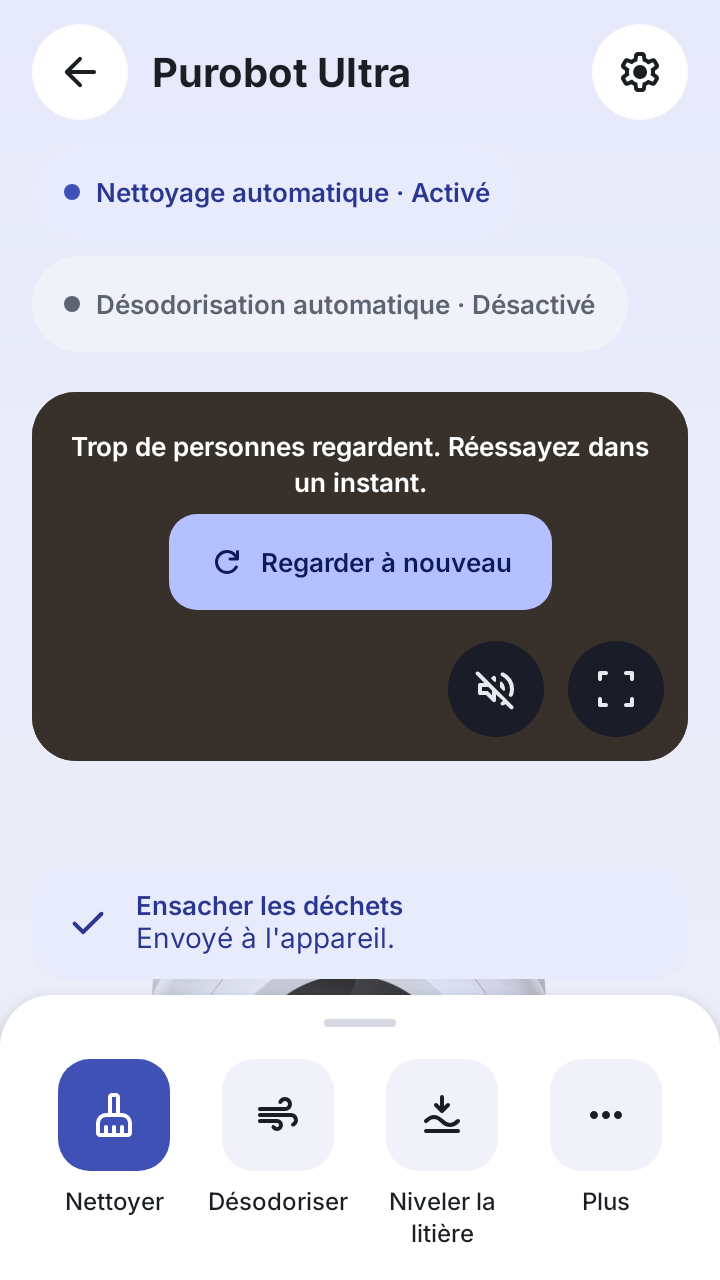 Purobot Ultra
Nettoyage automatique · Activé
Désodorisation automatique · Désactivé
Trop de personnes regardent. Réessayez dans
un instant.
Regarder à nouveau
Ensacher les déchets
Envoyé à l'appareil.
Nettoyer
Désodoriser
Niveler la
litière
Plus